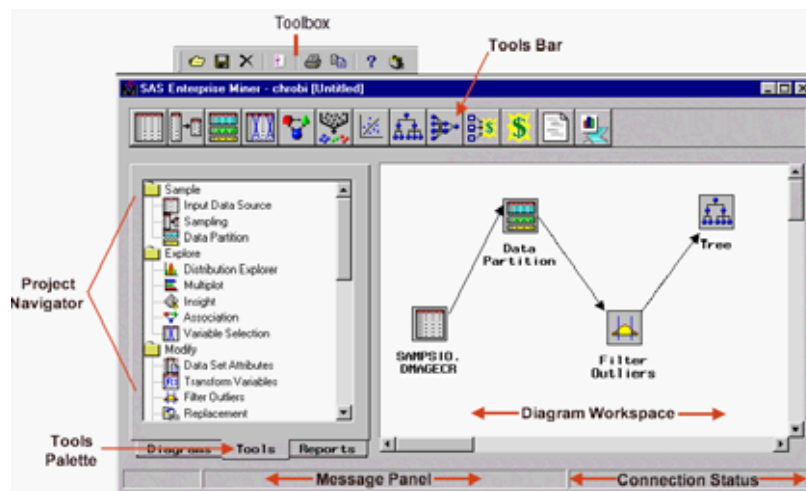 Toolbox
Tools Bar
SAS Enterprise Miner - chrobi [Untitled]
Project
Navigator
Sample
Input Data Source
Sampling
Data Partition
Explore
Distribution Explorer
Multiplot
Insight
Association
Variable Selection
Modify
Data Set Attributes
Transform Variables
Filter Outliers
Replacement
Data
Partition
Tree
SAMPSIO.
DMAGECR
Filter
Outliers
Diagram Workspace
Tools
Palette
Diagrams
Tools
Reports
Message Panel
Connection Status